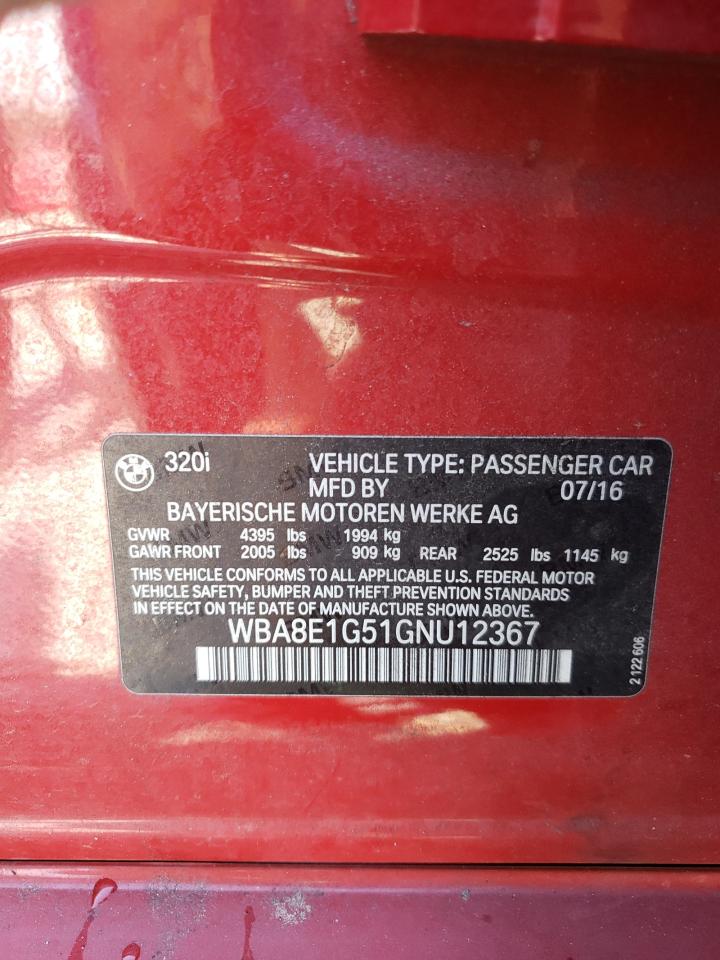 320i VEHICLE TYPE: PASSENGER CAR
MFD BY 07/16
BAYERISCHE MOTOREN WERKE AG
GVWR 4395 lbs 1994 kg
GAWR FRONT 2005 lbs 909 kg REAR 2525 lbs 1145 kg
THIS VEHICLE CONFORMS TO ALL APPLICABLE U.S. FEDERAL MOTOR
VEHICLE SAFETY, BUMPER AND THEFT PREVENTION STANDARDS
IN EFFECT ON THE DATE OF MANUFACTURE SHOWN ABOVE.
WBA8E1G51GNU12367
2 122 606